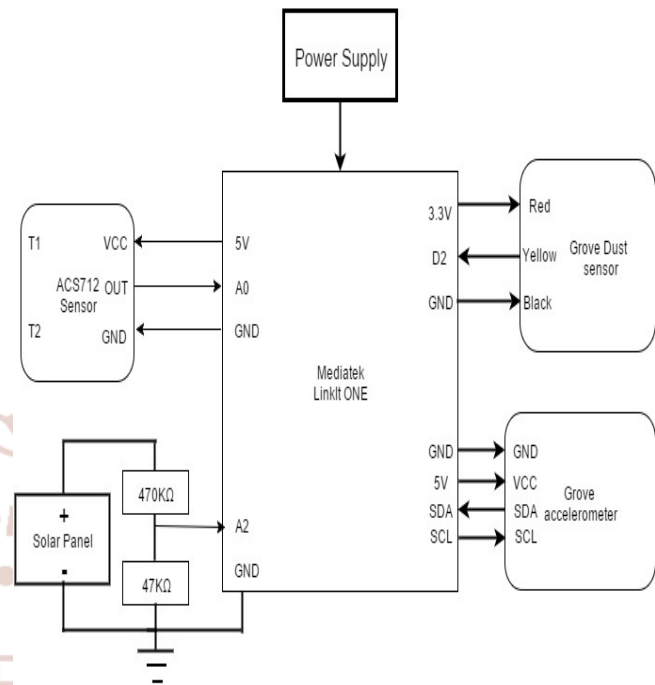 Power Supply
T1
VCC
ACS712
Sensor
OUT
T2
GND
5V
A0
GND
Mediatek
LinkIt ONE
3.3V
D2
GND
Red
Yellow
Black
Grove Dust
sensor
GND
5V
SDA
SCL
GND
VCC
SDA
SCL
Grove
accelerometer
A2
GND
470KΩ
47KΩ
+
Solar Panel
-